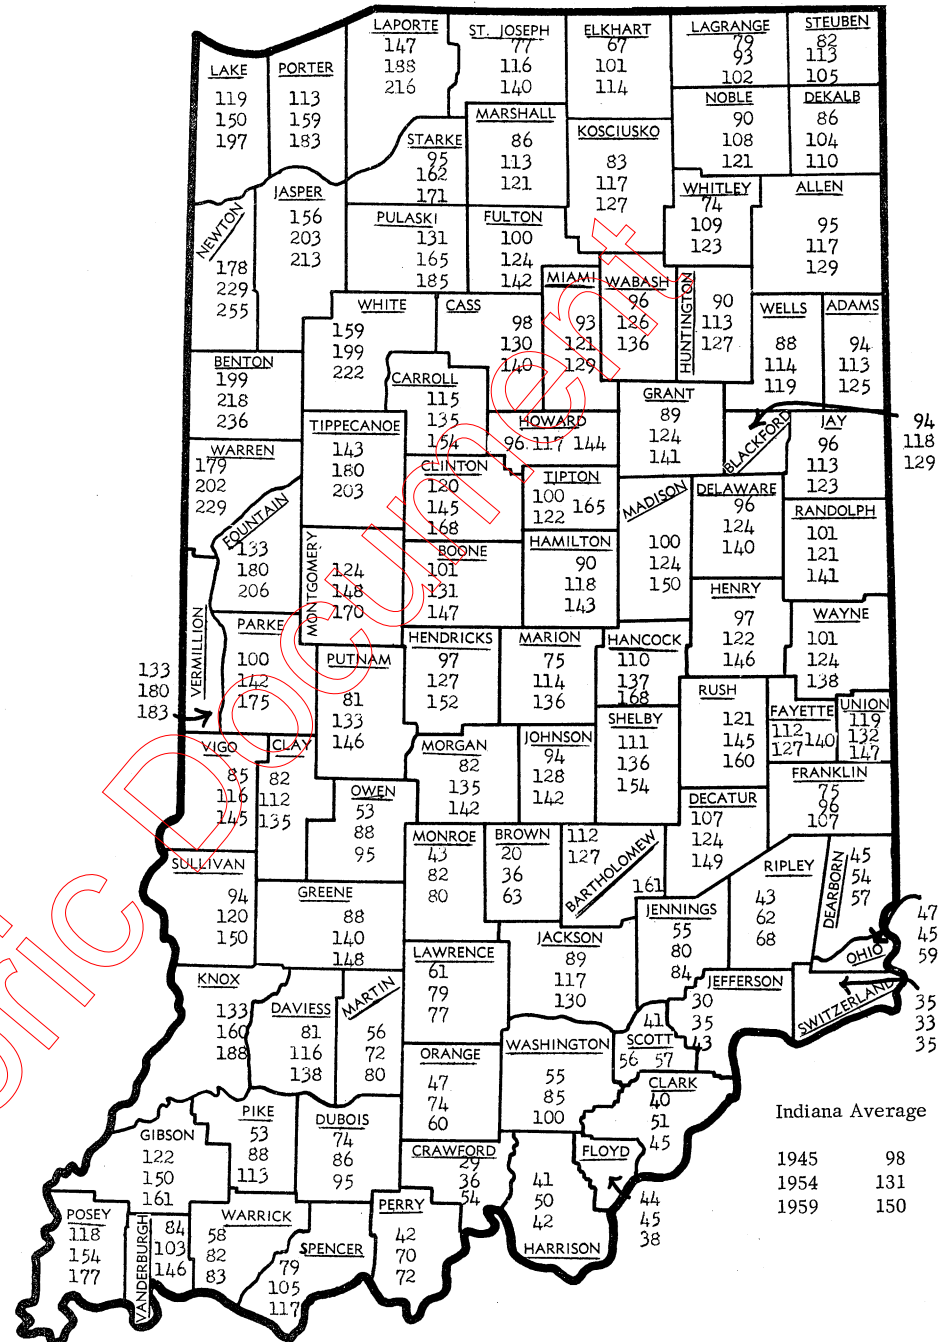 LAPORTE
147
188
216
ST. JOSEPH
77
116
140
ELKHART
67
101
114
LAGRANGE
79
93
102
STEUBEN
82
113
105
LAKE
119
150
197
PORTER
113
159
183
NOBLE
90
108
121
DEKALB
86
104
110
MARSHALL
86
113
121
STARKE
95
162
171
KOSCIUSKO
83
117
127
WHITLEY
74
109
123
ALLEN
95
117
129
JASPER
156
203
213
NEWTON
178
229
255
PULASKI
131
165
185
FULTON
100
124
142
MIAMI
93
121
129
WABASH
96
126
136
HUNTINGTON
90
113
127
WHITE
159
199
222
CASS
98
130
140
WELLS
88
114
119
ADAMS
94
113
125
BENTON
199
218
236
CARROLL
115
135
154
GRANT
89
124
141
HOWARD
96 117 144
BLACKFORD
94
118
129
JAY
96
113
123
TIPPECANOE
143
180
203
WARREN
179
202
229
CLINTON
120
145
168
TIPTON
100 165
122
MADISON
100
124
150
DELAWARE
96
124
140
RANDOLPH
101
121
141
FOUNTAIN
133
180
206
MONTGOMERY
124
148
170
BOONE
101
131
147
HAMILTON
90
118
143
HENRY
97
122
146
WAYNE
101
124
138
VERMILLION
133
180
183
PARKE
100
142
175
PUTNAM
81
133
146
HENDRICKS
97
127
152
MARION
75
114
136
HANCOCK
110
137
168
RUSH
121
145
160
FAYETTE
112
127 140
UNION
119
132
147
SHELBY
111
136
154
VIGO
85
116
145
CLAY
82
112
135
MORGAN
82
135
142
JOHNSON
94
128
142
FRANKLIN
75
96
107
OWEN
53
88
95
DECATUR
107
124
149
MONROE
43
82
80
BROWN
20
36
63
BARTHOLOMEW
112
127
161
SULLIVAN
94
120
150
GREENE
88
140
148
RIPLEY
43
62
68
DEARBORN
45
54
57
JENNINGS
55
80
84
OHIO
47
45
59
JACKSON
89
117
130
LAWRENCE
61
79
77
KNOX
133
160
188
DAVIESS
81
116
138
MARTIN
56
72
80
JEFFERSON
30
35
43
SWITZERLAND
35
33
35
SCOTT
41
56 57
WASHINGTON
55
85
100
ORANGE
47
74
60
CLARK
40
51
45
PIKE
53
88
113
DUBOIS
74
86
95
GIBSON
122
150
161
CRAWFORD
29
36
54
FLOYD
44
45
38
HARRISON
41
50
42
PERRY
42
70
72
POSEY
118
154
177
VANDERBURGH
84
103
146
WARRICK
58
82
83
SPENCER
79
105
117
Indiana Average
1945 98
1954 131
1959 150
oric Document